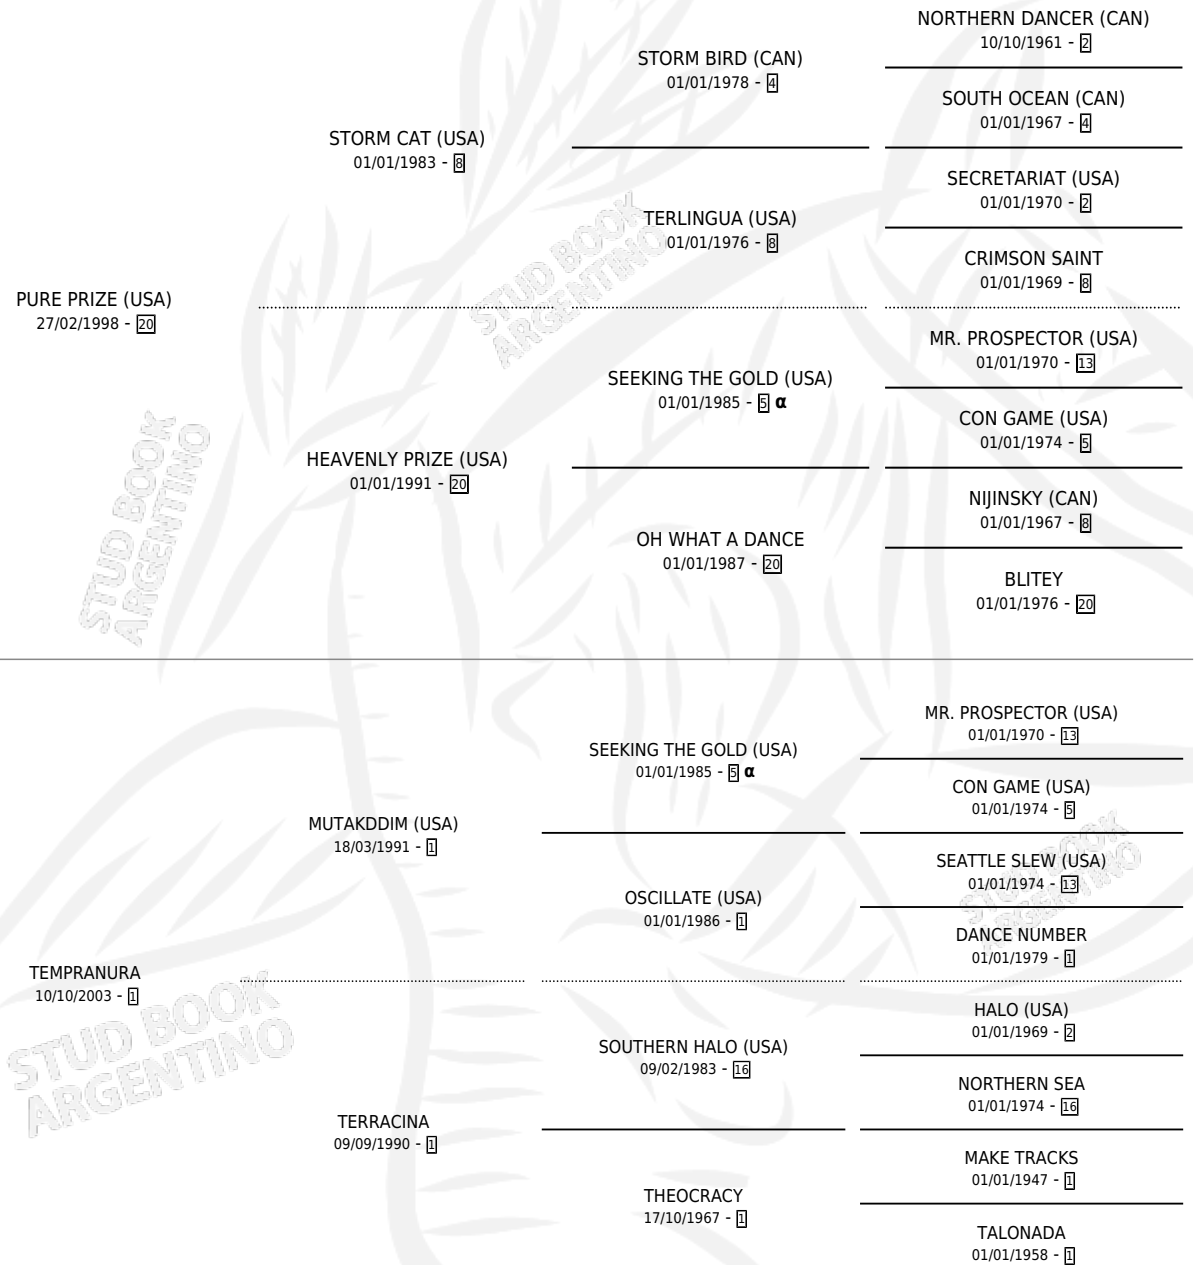 NORTHERN DANCER (CAN)
10/10/1961 - 2
STORM BIRD (CAN)
01/01/1978 - 4
SOUTH OCEAN (CAN)
01/01/1967 - 4
STORM CAT (USA)
01/01/1983 - 8
SECRETARIAT (USA)
01/01/1970 - 2
TERLINGUA (USA)
01/01/1976 - 8
CRIMSON SAINT
01/01/1969 - 8
PURE PRIZE (USA)
27/02/1998 - 20
MR. PROSPECTOR (USA)
01/01/1970 - 13
SEEKING THE GOLD (USA)
01/01/1985 - 5 α
CON GAME (USA)
01/01/1974 - 5
HEAVENLY PRIZE (USA)
01/01/1991 - 20
NIJINSKY (CAN)
01/01/1967 - 8
OH WHAT A DANCE
01/01/1987 - 20
BLITEY
01/01/1976 - 20
MR. PROSPECTOR (USA)
01/01/1970 - 13
SEEKING THE GOLD (USA)
01/01/1985 - 5 α
CON GAME (USA)
01/01/1974 - 5
MUTAKDDIM (USA)
18/03/1991 - 1
SEATTLE SLEW (USA)
01/01/1974 - 13
OSCILLATE (USA)
01/01/1986 - 1
DANCE NUMBER
01/01/1979 - 1
TEMPRANURA
10/10/2003 - 1
HALO (USA)
01/01/1969 - 2
SOUTHERN HALO (USA)
09/02/1983 - 16
NORTHERN SEA
01/01/1974 - 16
TERRACINA
09/09/1990 - 1
MAKE TRACKS
01/01/1947 - 1
THEOCRACY
17/10/1967 - 1
TALONADA
01/01/1958 - 1
STUD BOOK
ARGENTINO
STUD BOOK
ARGENTINO
STUD BOOK
ARGENTINO
STUD BOOK
ARGENTINO